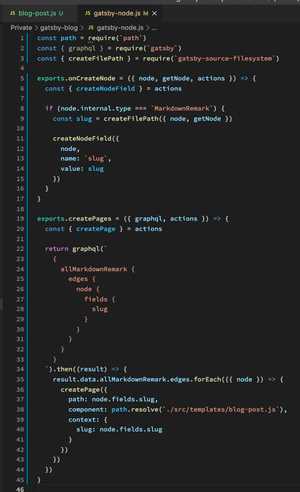 blog-post.js U
gatsby-node.js M
Private > gatsby-blog > gatsby-node.js > ...
1 const path = require(`path`)
2 const { graphql } = require(`gatsby`)
3 const { createFilePath } = require(`gatsby-source-filesystem`)
4
5 exports.onCreateNode = ({ node, getNode, actions }) => {
6 const { createNodeField } = actions
7
8 if (node.internal.type === `MarkdownRemark`) {
9 const slug = createFilePath({ node, getNode })
10
11 createNodeField({
12 node,
13 name: `slug`,
14 value: slug
15 })
16 }
17 }
18
19 exports.createPages = ({ graphql, actions }) => {
20 const { createPage } = actions
21
22 return graphql(`
23 {
24 allMarkdownRemark {
25 edges {
26 node {
27 fields {
28 slug
29 }
30 }
31 }
32 }
33 }
34 `).then((result) => {
35 result.data.allMarkdownRemark.edges.forEach(({ node }) => {
36 createPage({
37 path: node.fields.slug,
38 component: path.resolve(`./src/templates/blog-post.js`),
39 context: {
40 slug: node.fields.slug
41 }
42 })
43 })
44 })
45 }
46